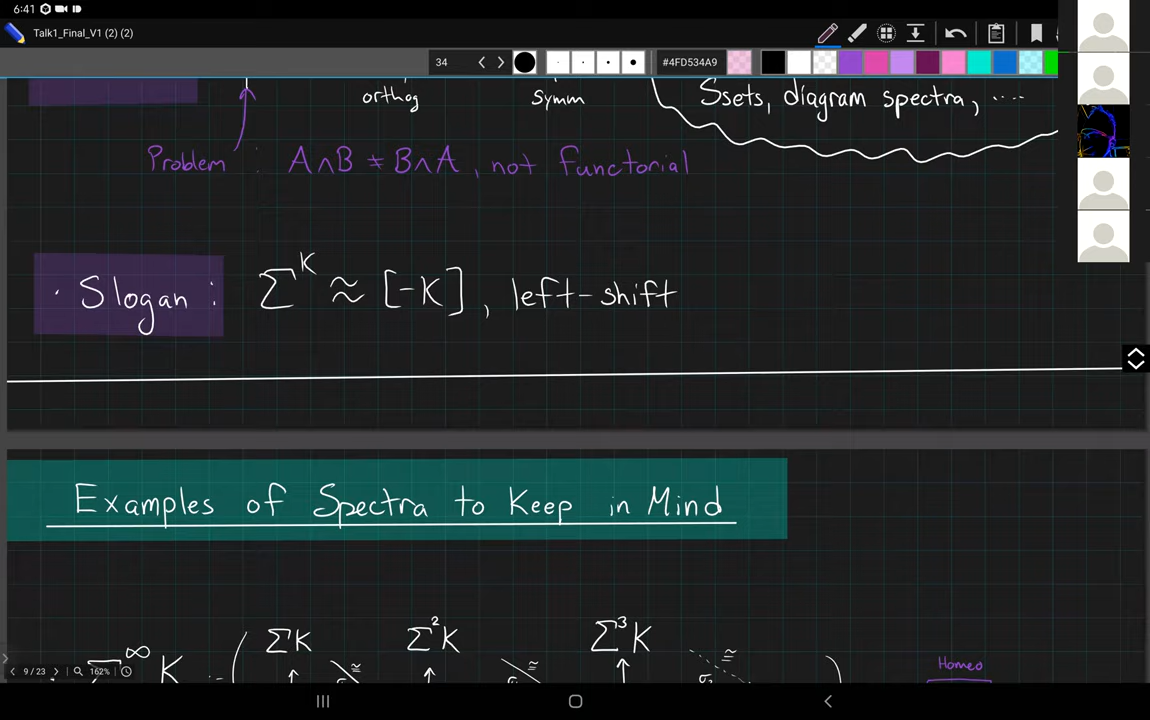 6:41
Talk1_Final_V1 (2) (2)
34
#4FD534A9
orthog symm Ssets, diagram spectra, ....
Problem : A∧B ≠ B∧A, not functorial
· Slogan : Σ^K ≈ [-K], left-shift
Examples of Spectra to Keep in Mind
ΣK Σ²K Σ³K
Σ^∞ K ≅ ≅ ≅ Homeo
9 / 23 162%